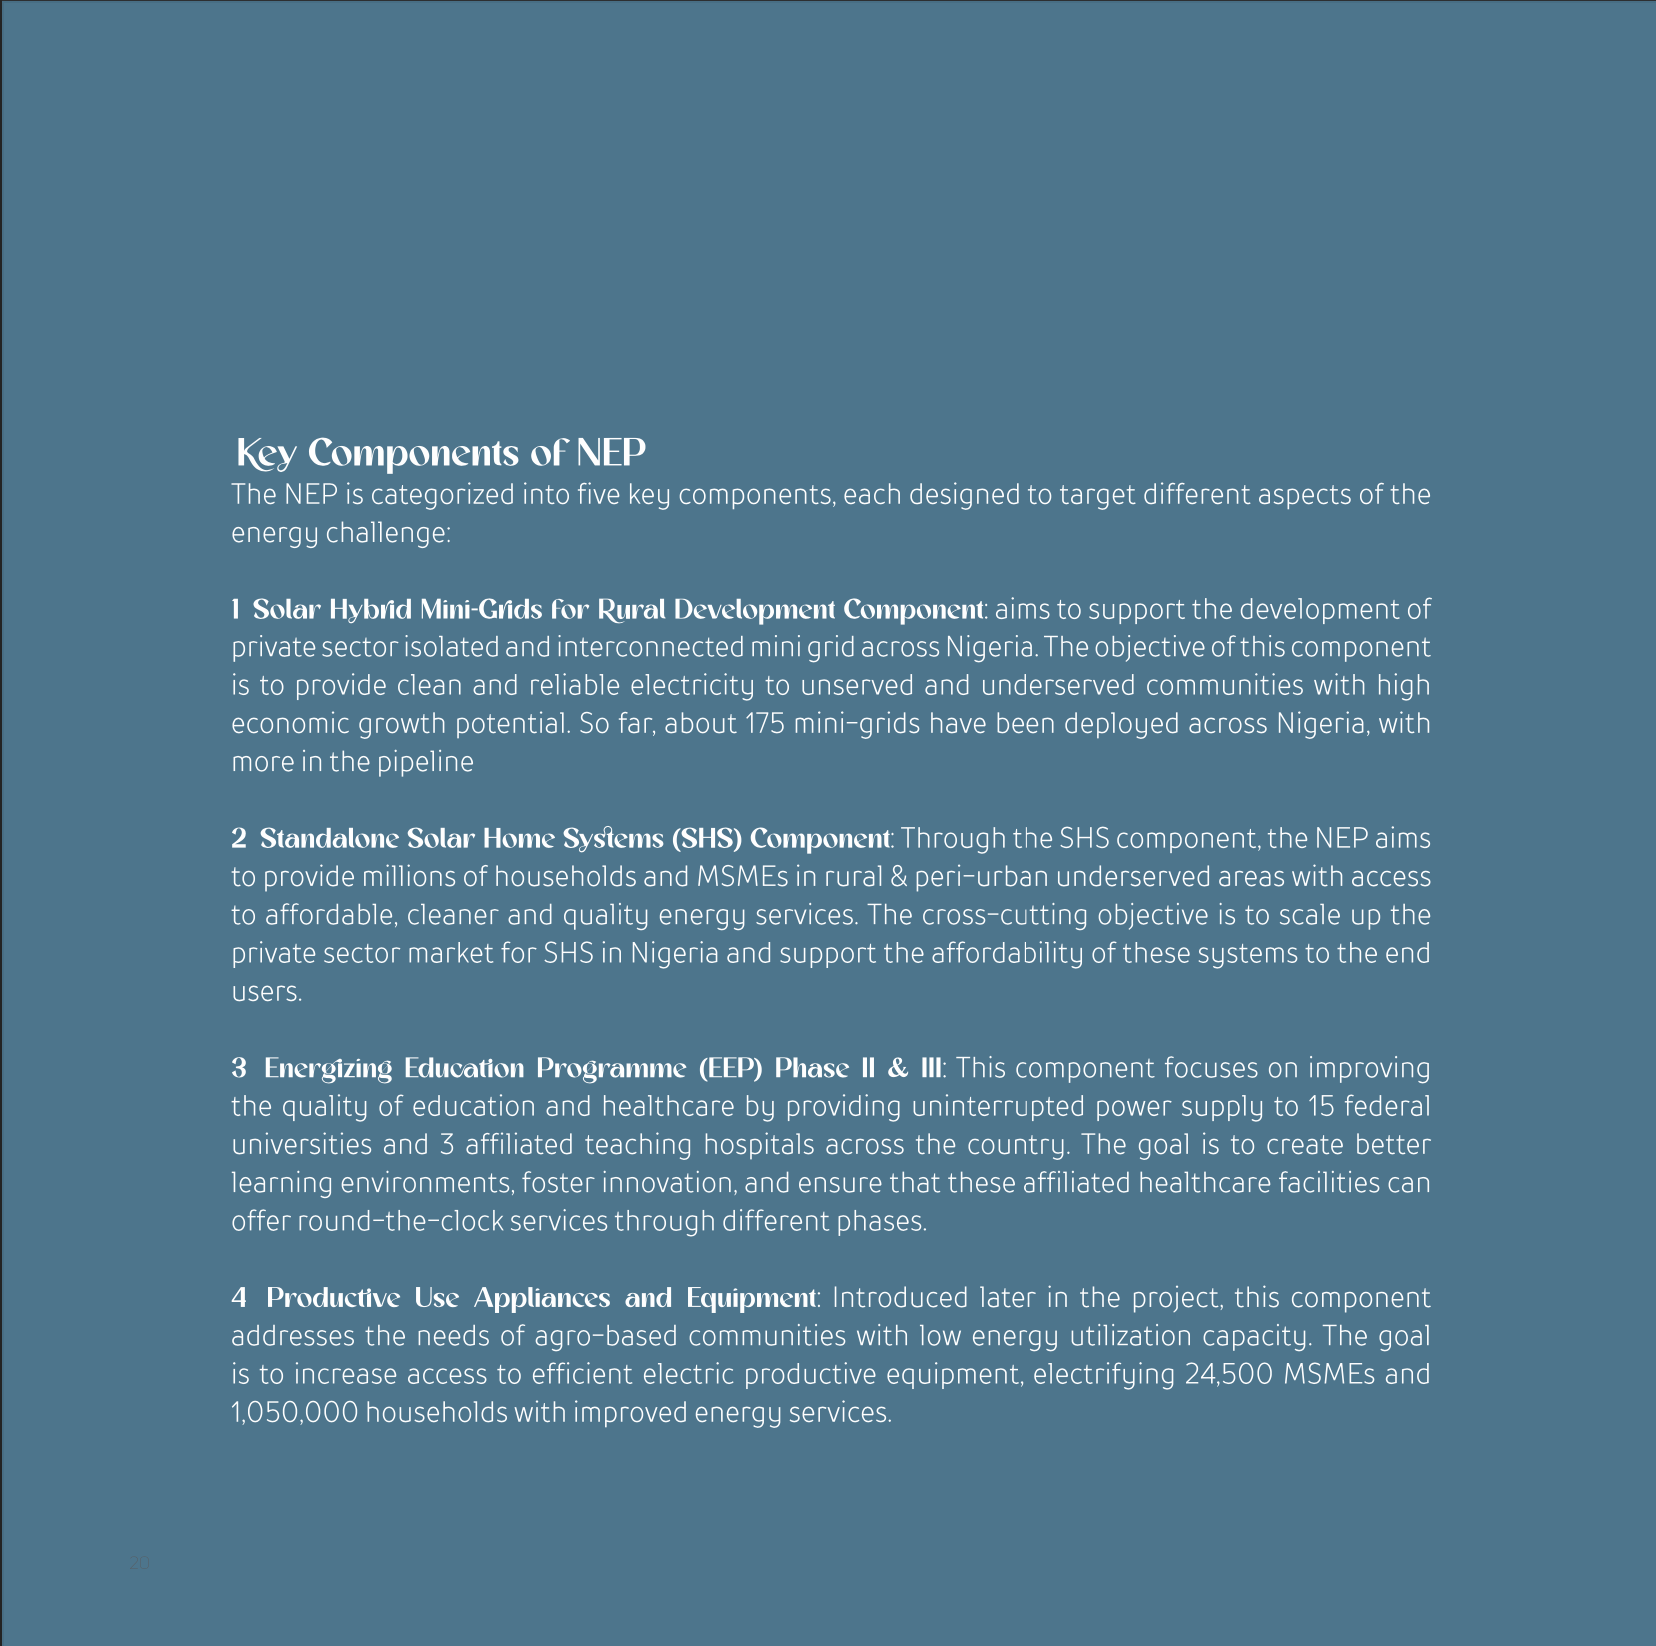 Key Components of NEP
The NEP is categorized into five key components, each designed to target different aspects of the
energy challenge:
1 Solar Hybrid Mini-Grids for Rural Development Component: aims to support the development of
private sector isolated and interconnected mini grid across Nigeria. The objective of this component
is to provide clean and reliable electricity to unserved and underserved communities with high
economic growth potential. So far, about 175 mini-grids have been deployed across Nigeria, with
more in the pipeline
2 Standalone Solar Home Systems (SHS) Component: Through the SHS component, the NEP aims
to provide millions of households and MSMEs in rural & peri-urban underserved areas with access
to affordable, cleaner and quality energy services. The cross-cutting objective is to scale up the
private sector market for SHS in Nigeria and support the affordability of these systems to the end
users.
3 Energizing Education Programme (EEP) Phase II & III: This component focuses on improving
the quality of education and healthcare by providing uninterrupted power supply to 15 federal
universities and 3 affiliated teaching hospitals across the country. The goal is to create better
learning environments, foster innovation, and ensure that these affiliated healthcare facilities can
offer round-the-clock services through different phases.
4 Productive Use Appliances and Equipment: Introduced later in the project, this component
addresses the needs of agro-based communities with low energy utilization capacity. The goal
is to increase access to efficient electric productive equipment, electrifying 24,500 MSMEs and
1,050,000 households with improved energy services.
20